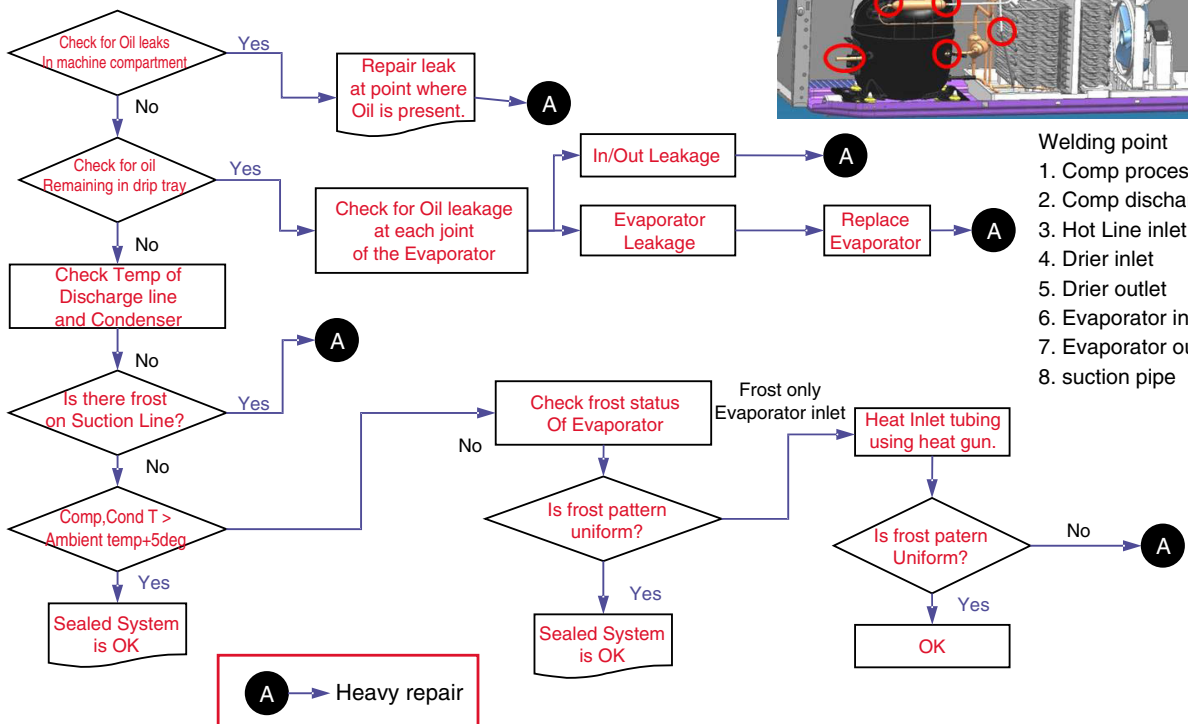 Check for Oil leaks
In machine compartment
Yes
Repair leak
at point where
Oil is present.
A
No
Check for oil
Remaining in drip tray
Yes
Check for Oil leakage
at each joint
of the Evaporator
In/Out Leakage
A
Evaporator
Leakage
Replace
Evaporator
A
Welding point
1. Comp
2. Comp
3. Hot Line inlet
4. Drier inlet
5. Drier outlet
6. Evaporator
7. Evaporator
8. suction pipe
No
Check Temp of
Discharge line
and Condenser
No
A
Is there frost
on Suction Line?
Yes
No
Comp,Cond T >
Ambient temp+5deg
Yes
Sealed System
is OK
Check frost status
Of Evaporator
No
Frost only
Evaporator inlet
Is frost pattern
uniform?
Yes
Sealed System
is OK
Heat Inlet tubing
using heat gun.
Is frost patern
Uniform?
No
A
Yes
OK
A
Heavy repair